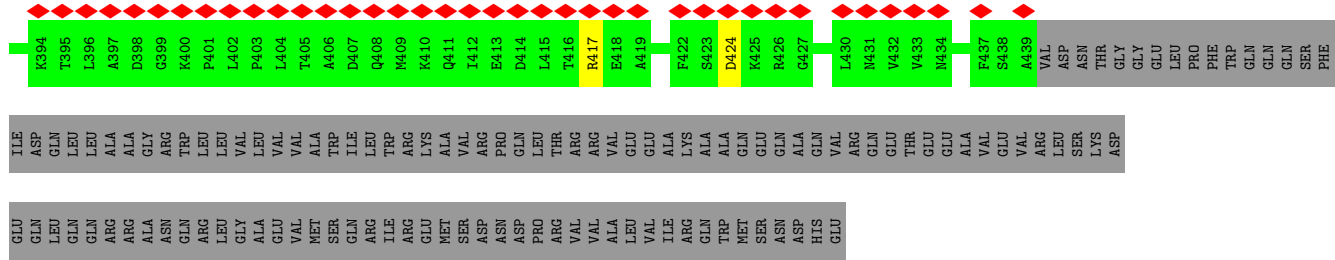 K394 T395 L396 A397 D398 G399 K400 P401 L402 P403 L404 T405 A406 D407 Q408 M409 K410 Q411 I412 E413 D414 L415 T416 R417 E418 A419 F422 S423 D424 K425 R426 G427 L430 N431 V432 V433 N434 F437 S438 A439 VAL ASP ASN THR GLY GLY GLU LEU PRO PHE TRP GLN GLN GLN SER PHE
ILE ASP GLN LEU LEU ALA ALA GLY ARG TRP LEU LEU VAL LEU VAL VAL ALA TRP ILE LEU TRP ARG LYS ALA VAL ARG PRO GLN LEU THR ARG ARG VAL GLU GLU ALA LYS ALA ALA GLN GLU GLN ALA GLN VAL ARG GLN GLU THR GLU GLU ALA VAL GLU VAL ARG LEU SER LYS ASP
GLU GLN LEU GLN GLN ARG ARG ALA ASN GLN ARG LEU GLY ALA GLU VAL MET SER GLN ARG ILE ARG GLU MET SER ASP ASN ASP PRO ARG VAL VAL ALA LEU VAL ILE ARG GLN TRP MET SER ASN ASP HIS GLU